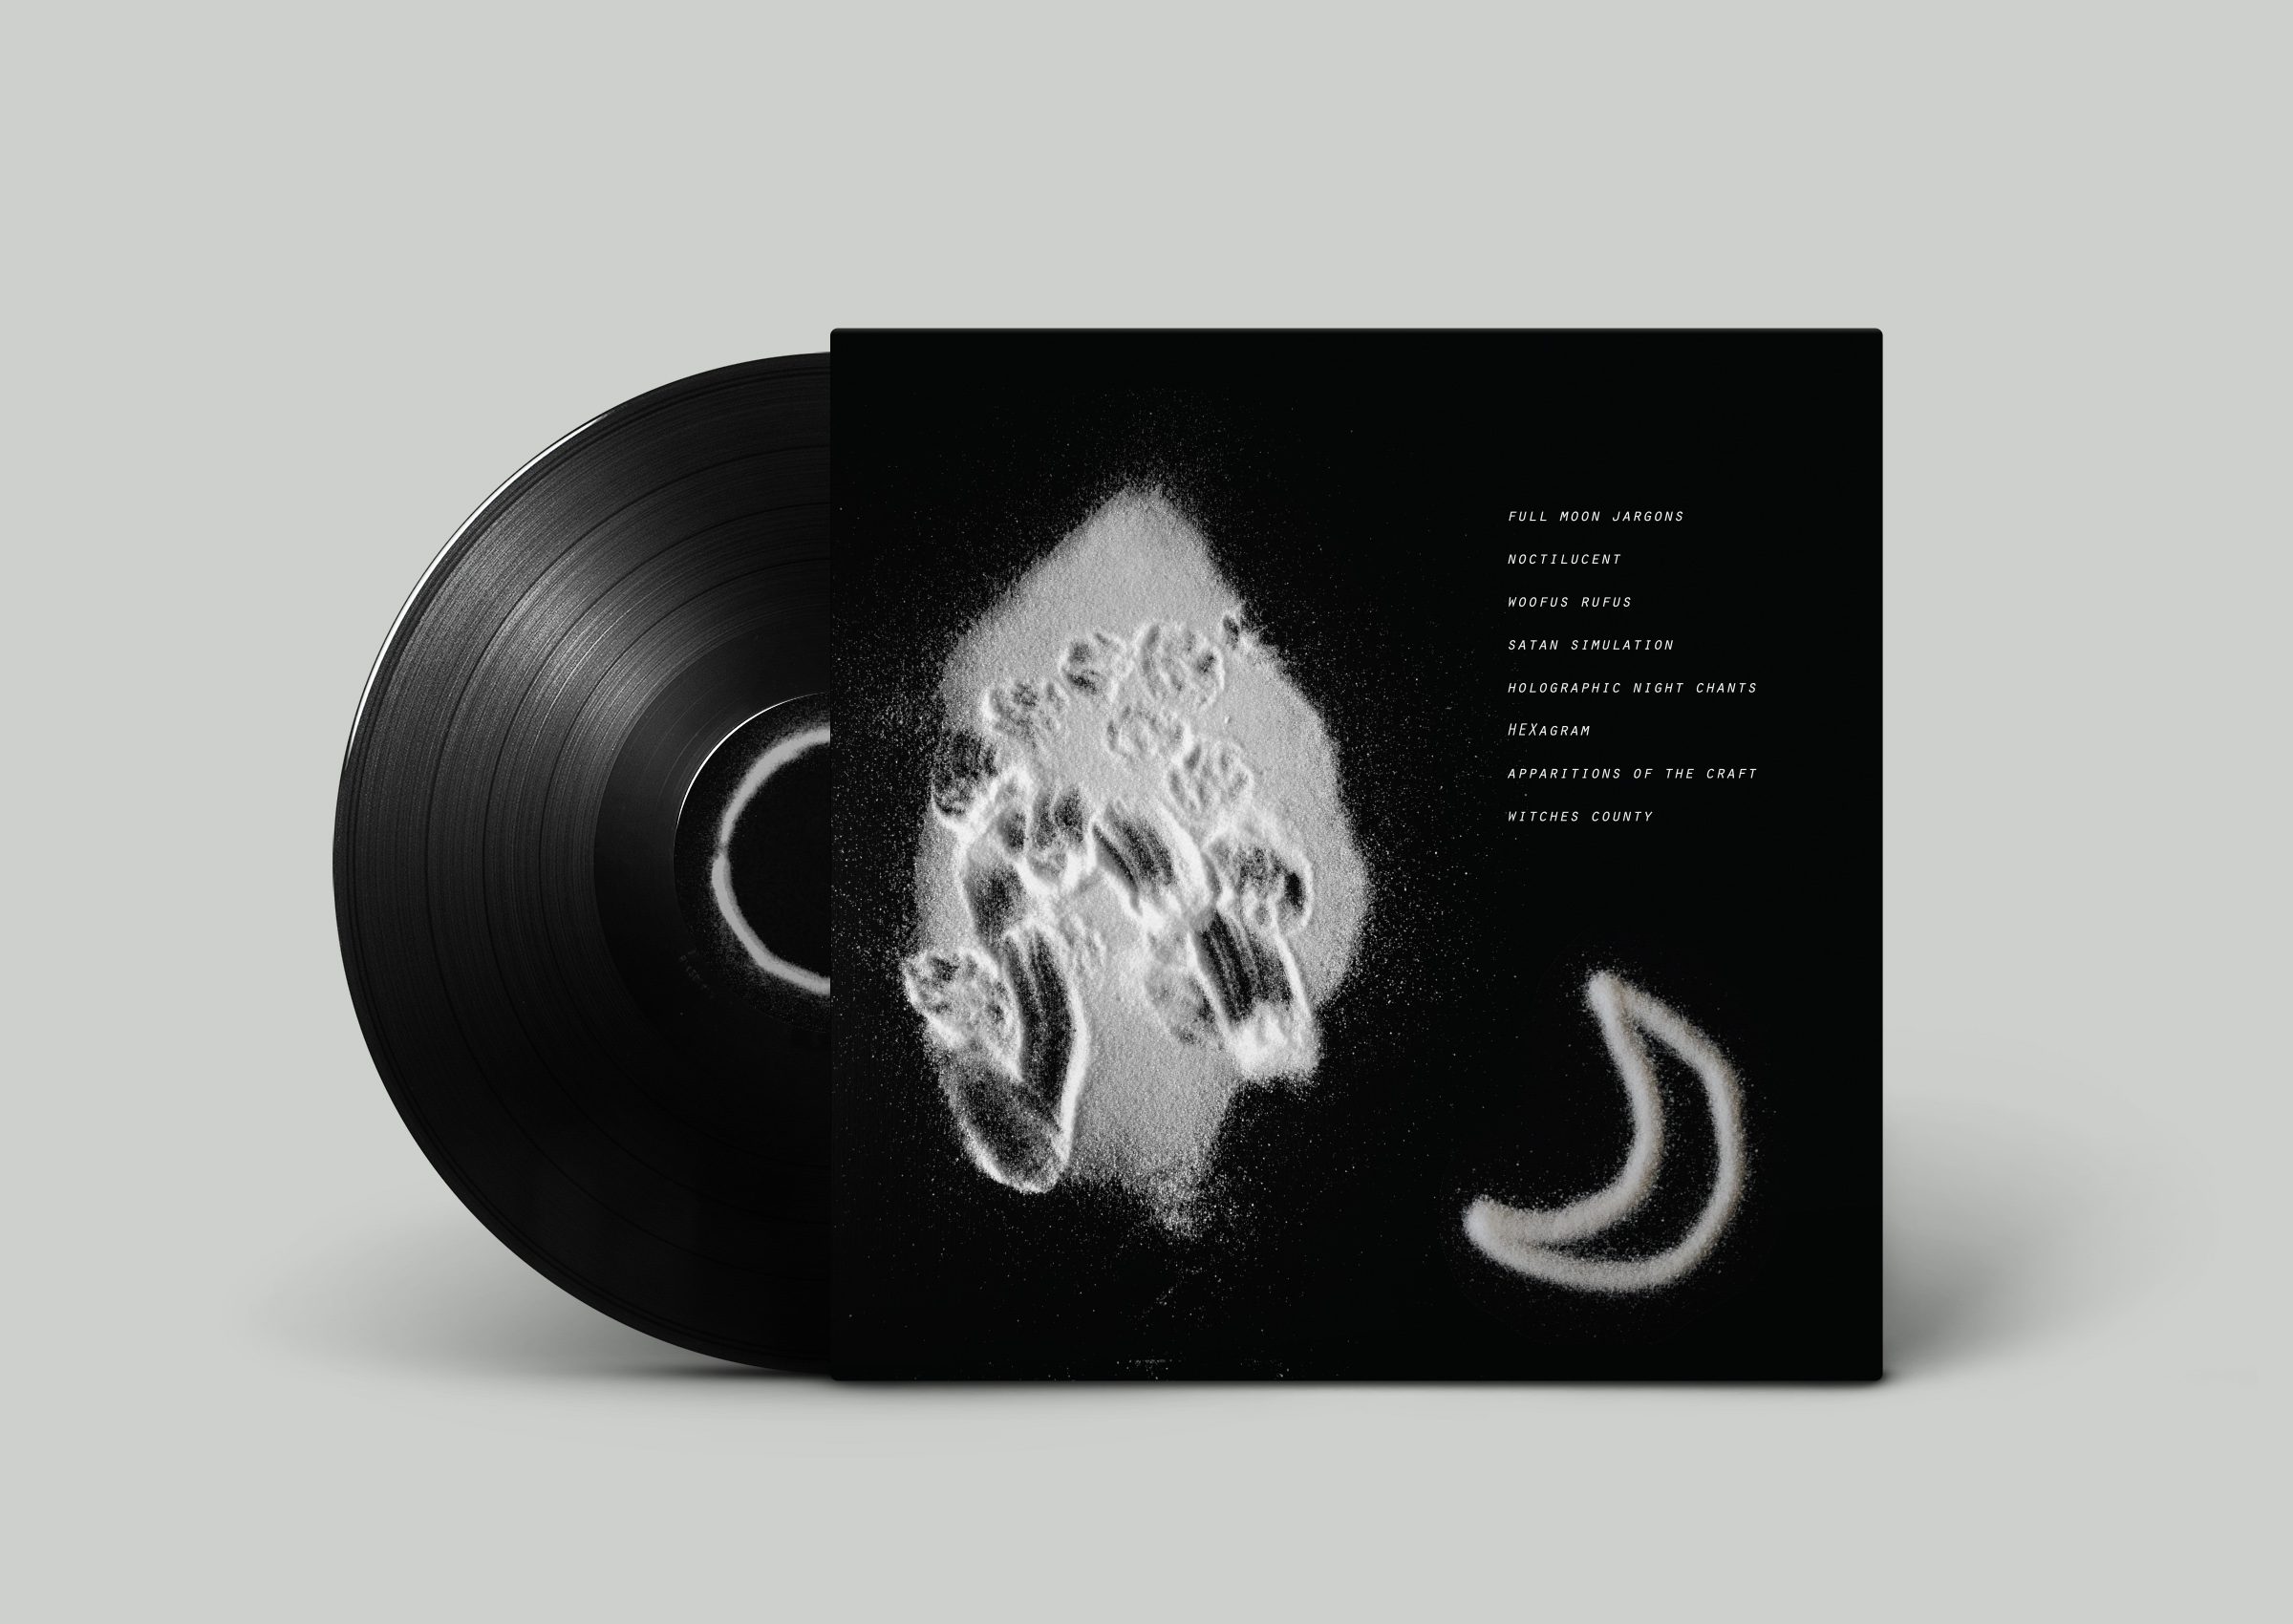 FULL MOON JARGONS
NOCTILUCENT
WOOFUS RUFUS
SATAN SIMULATION
HOLOGRAPHIC NIGHT CHANTS
HEXAGRAM
APPARITIONS OF THE CRAFT
WITCHES COUNTY